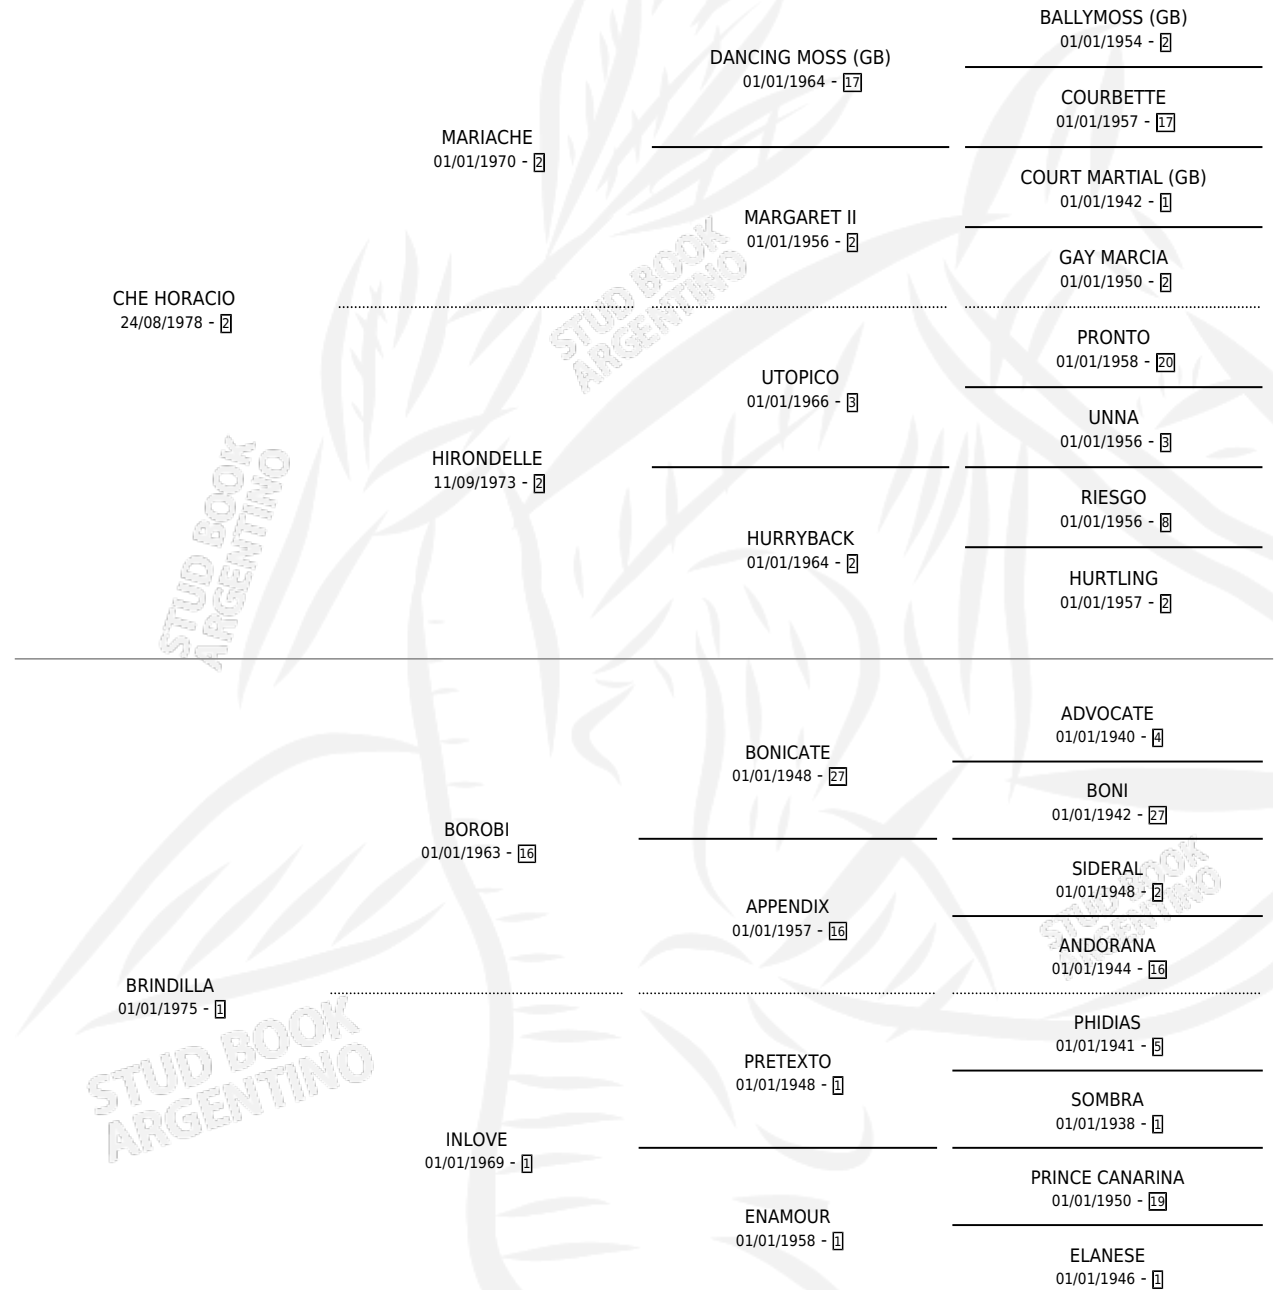 BALLYMOSS (GB)
01/01/1954 - 2
DANCING MOSS (GB)
01/01/1964 - 17
COURBETTE
01/01/1957 - 17
MARIACHE
01/01/1970 - 2
COURT MARTIAL (GB)
01/01/1942 - 1
MARGARET II
01/01/1956 - 2
GAY MARCIA
01/01/1950 - 2
CHE HORACIO
24/08/1978 - 2
PRONTO
01/01/1958 - 20
UTOPICO
01/01/1966 - 3
UNNA
01/01/1956 - 3
HIRONDELLE
11/09/1973 - 2
RIESGO
01/01/1956 - 8
HURRYBACK
01/01/1964 - 2
HURTLING
01/01/1957 - 2
ADVOCATE
01/01/1940 - 4
BONICATE
01/01/1948 - 27
BONI
01/01/1942 - 27
BOROBI
01/01/1963 - 16
SIDERAL
01/01/1948 - 2
APPENDIX
01/01/1957 - 16
ANDORANA
01/01/1944 - 16
BRINDILLA
01/01/1975 - 1
PHIDIAS
01/01/1941 - 5
PRETEXTO
01/01/1948 - 1
SOMBRA
01/01/1938 - 1
INLOVE
01/01/1969 - 1
PRINCE CANARINA
01/01/1950 - 19
ENAMOUR
01/01/1958 - 1
ELANESE
01/01/1946 - 1
STUD BOOK
ARGENTINO
STUD BOOK
ARGENTINO
STUD BOOK
ARGENTINO
STUD BOOK
ARGENTINO